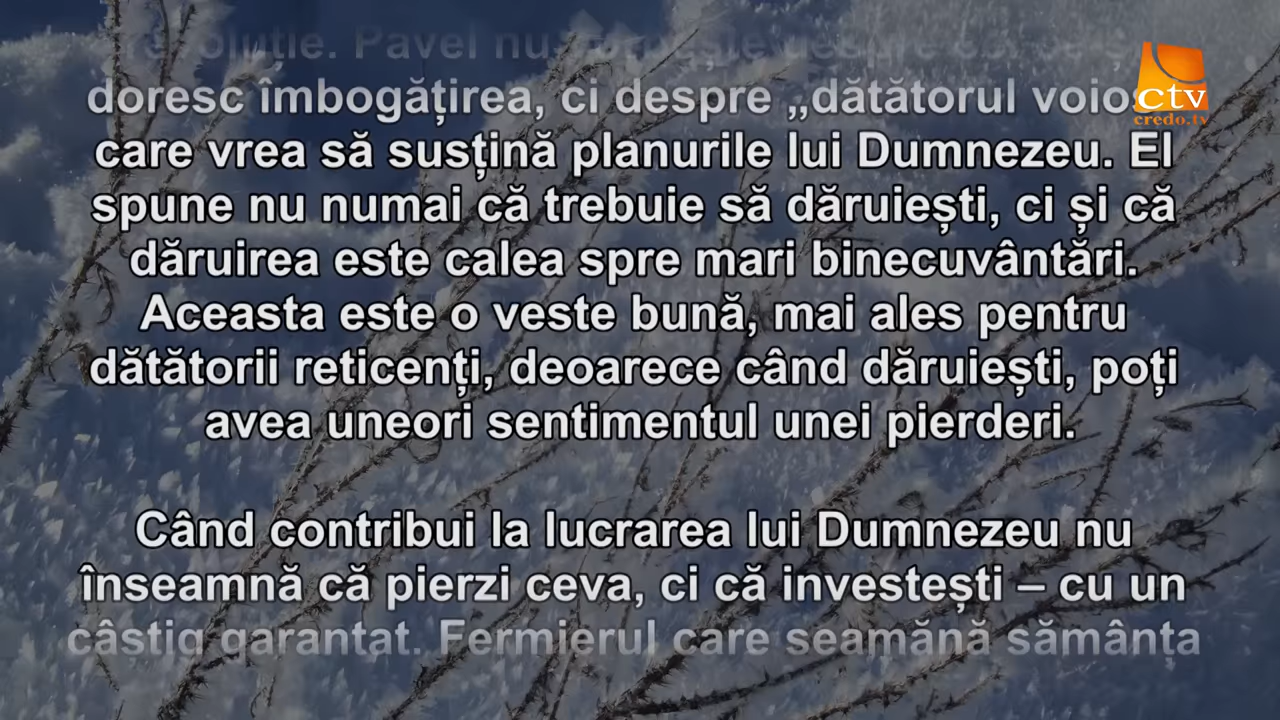 Pavel nu
doresc îmbogățirea, ci despre „dătătorul voios
care vrea să susțină planurile lui Dumnezeu. El
spune nu numai că trebuie să dăruiești, ci și că
dăruirea este calea spre mari binecuvântări.
Aceasta este o veste bună, mai ales pentru
dătătorii reticenți, deoarece când dăruiești, poți
avea uneori sentimentul unei pierderi.
Când contribui la lucrarea lui Dumnezeu nu
înseamnă că pierzi ceva, ci că investești – cu un
câștig garantat. Fermierul care seamănă sămânța
ctv
credo.tv